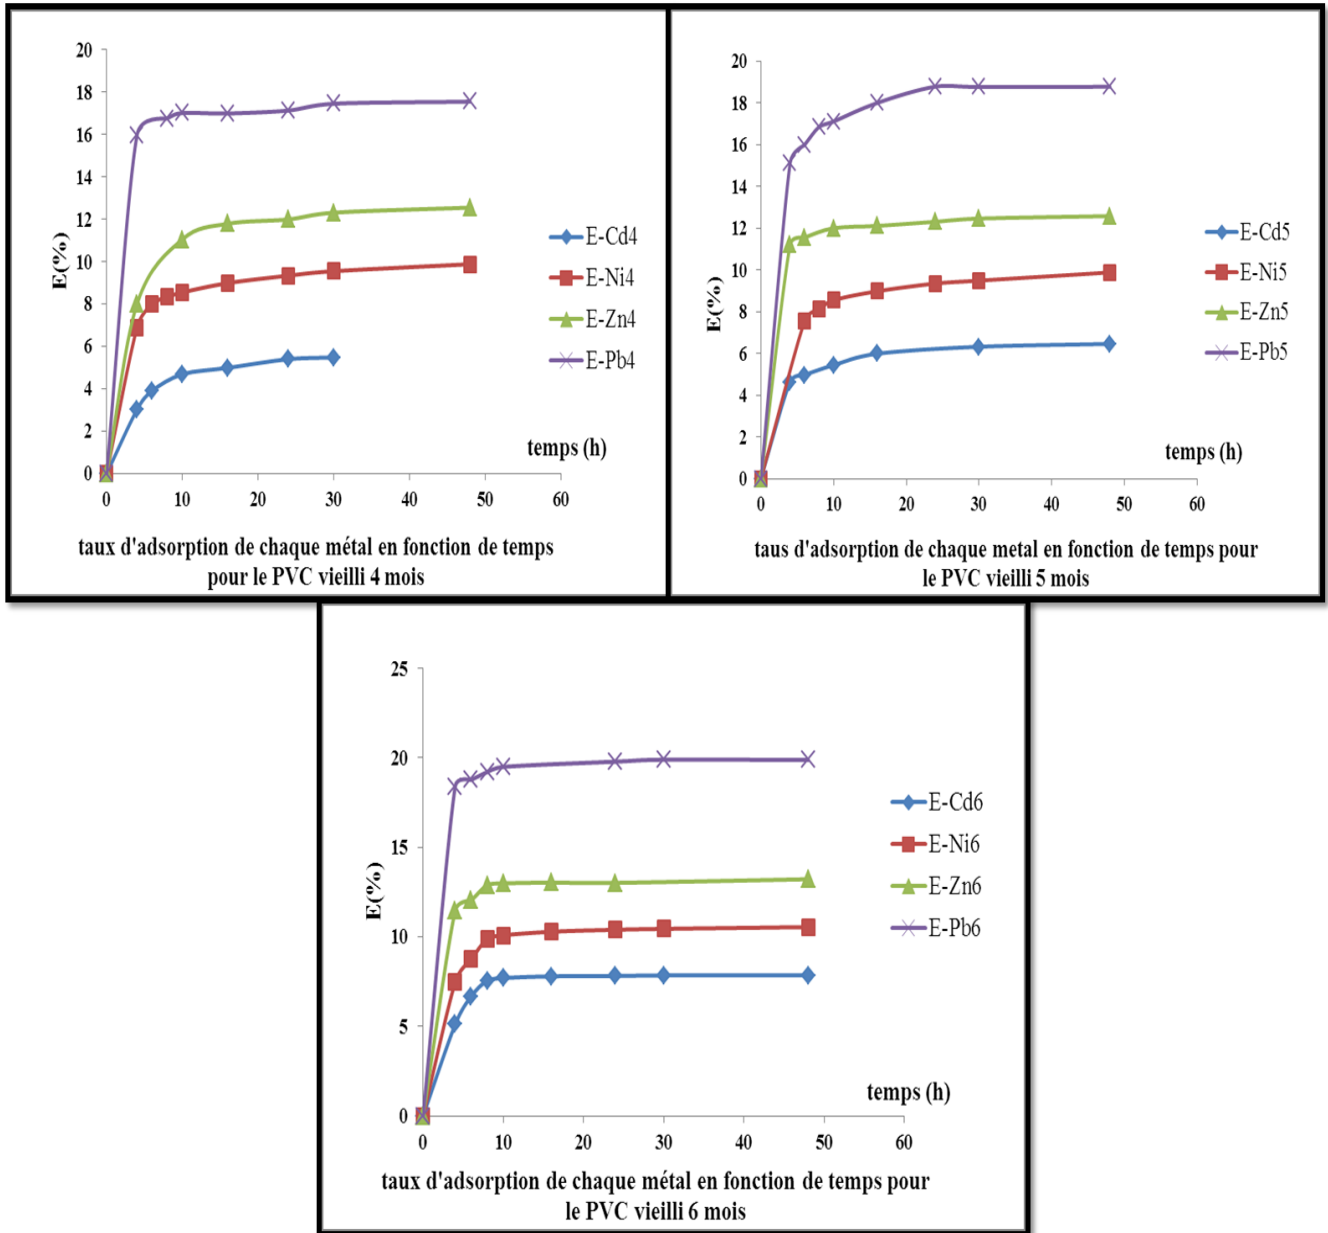 20
18
16
14
12
10
8
6
4
2
0
E(%)
0 10 20 30 40 50 60
temps (h)
E-Cd4
E-Ni4
E-Zn4
E-Pb4
taux d'adsorption de chaque métal en fonction de temps
pour le PVC vieilli 4 mois
20
18
16
14
12
10
8
6
4
2
0
E(%)
0 10 20 30 40 50 60
temps (h)
E-Cd5
E-Ni5
E-Zn5
E-Pb5
taus d'adsorption de chaque metal en fonction de temps pour
le PVC vieilli 5 mois
25
20
15
10
5
0
E(%)
0 10 20 30 40 50 60
temps (h)
E-Cd6
E-Ni6
E-Zn6
E-Pb6
taux d'adsorption de chaque métal en fonction de temps pour
le PVC vieilli 6 mois